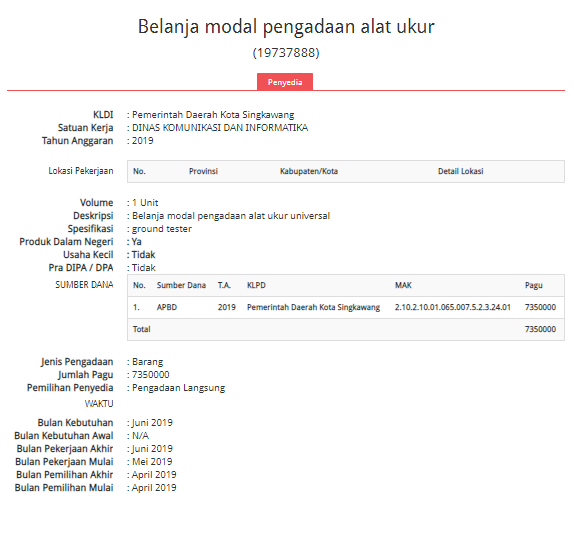 Belanja modal pengadaan alat ukur
(19737888)
Penyedia
KLDI : Pemerintah Daerah Kota Singkawang
Satuan Kerja : DINAS KOMUNIKASI DAN INFORMATIKA
Tahun Anggaran : 2019
Lokasi Pekerjaan No. Provinsi Kabupaten/Kota Detail Lokasi
Volume : 1 Unit
Deskripsi : Belanja modal pengadaan alat ukur universal
Spesifikasi : ground tester
Produk Dalam Negeri : Ya
Usaha Kecil : Tidak
Pra DIPA / DPA : Tidak
SUMBER DANA No. Sumber Dana T.A. KLPD MAK Pagu
1. APBD 2019 Pemerintah Daerah Kota Singkawang 2.10.2.10.01.065.007.5.2.3.24.01 7350000
Total 7350000
Jenis Pengadaan : Barang
Jumlah Pagu : 7350000
Pemilihan Penyedia : Pengadaan Langsung
WAKTU
Bulan Kebutuhan : Juni 2019
Bulan Kebutuhan Awal : N/A
Bulan Pekerjaan Akhir : Juni 2019
Bulan Pekerjaan Mulai : Mei 2019
Bulan Pemilihan Akhir : April 2019
Bulan Pemilihan Mulai : April 2019